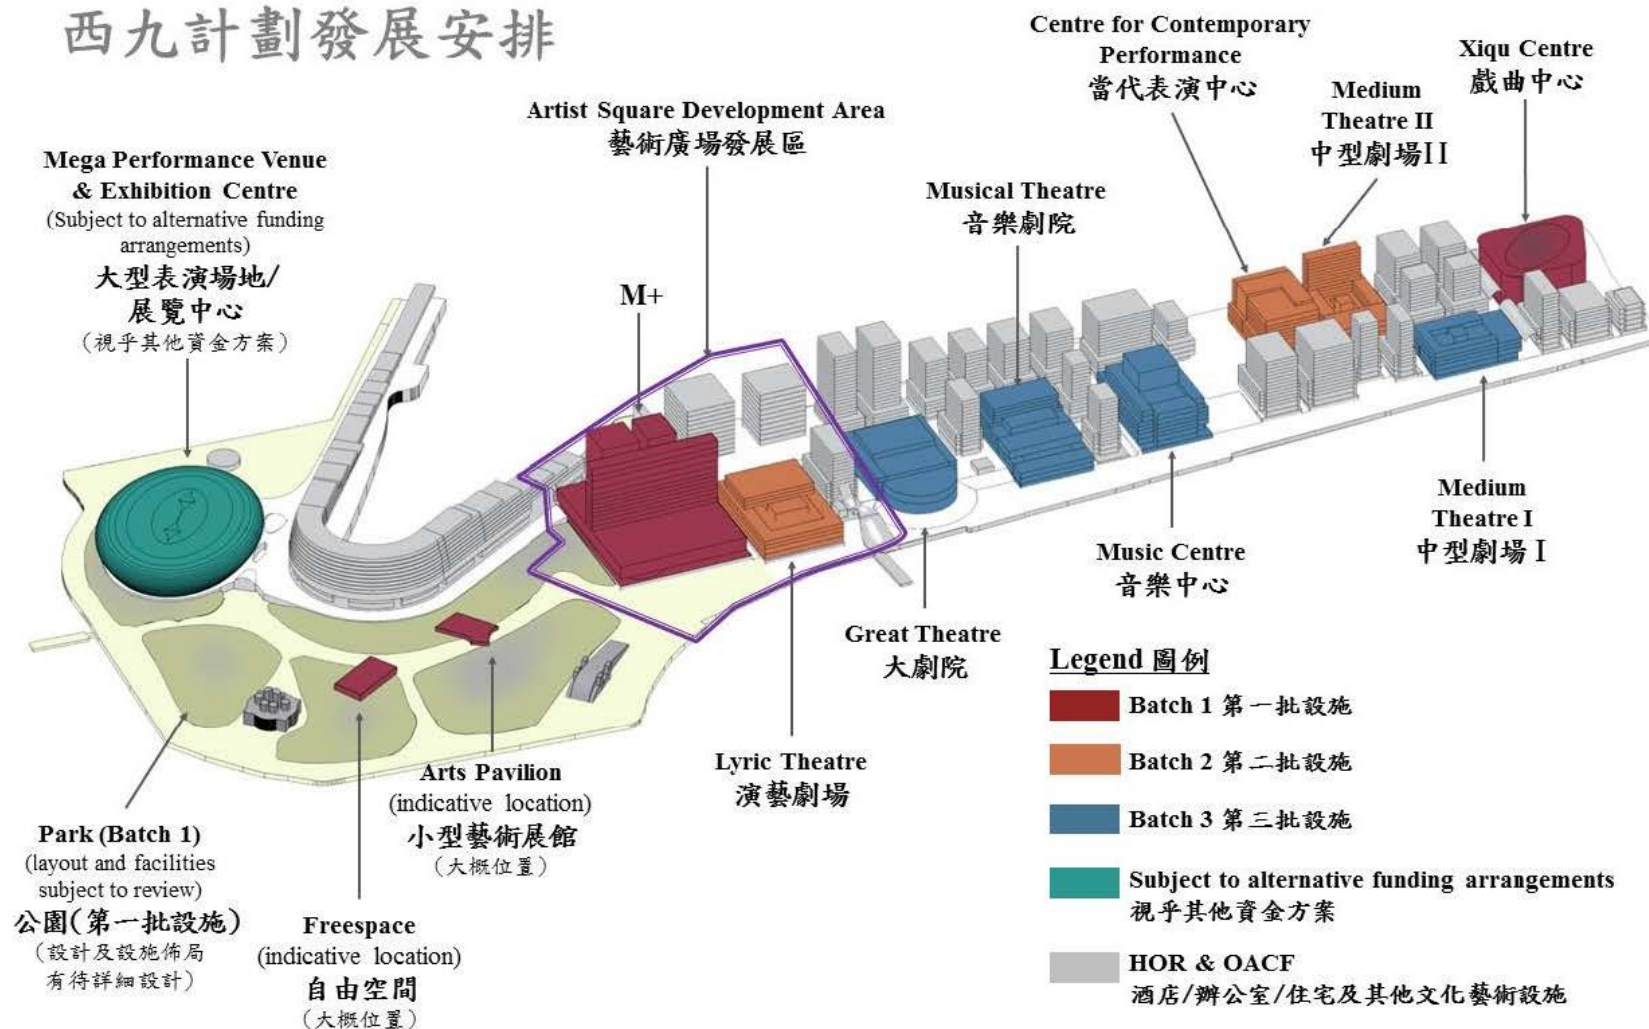 西九計劃發展安排
Centre for Contemporary
Performance
當代表演中心
Xiqu Centre
戲曲中心
Medium
Theatre II
中型劇場II
Artist Square Development Area
藝術廣場發展區
Mega Performance Venue
& Exhibition Centre
(Subject to alternative funding
arrangements)
大型表演場地/
展覽中心
(視乎其他資金方案)
Musical Theatre
音樂劇院
M+
Medium
Theatre I
中型劇場 I
Music Centre
音樂中心
Great Theatre
大劇院
Lyric Theatre
演藝劇場
Arts Pavilion
(indicative location)
小型藝術展館
(大概位置)
Park (Batch 1)
(layout and facilities
subject to review)
公園(第一批設施)
(設計及設施佈局
有待詳細設計)
Freespace
(indicative location)
自由空間
(大概位置)
Legend 圖例
Batch 1 第一批設施
Batch 2 第二批設施
Batch 3 第三批設施
Subject to alternative funding arrangements
視乎其他資金方案
HOR & OACF
酒店/辦公室/住宅及其他文化藝術設施